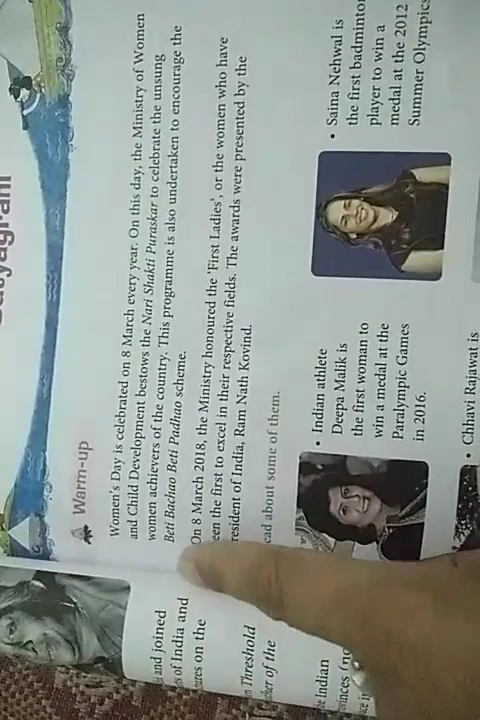 Warm-up
Women's Day is celebrated on 8 March every year. On this day, the Ministry of Women
and Child Development bestows the Nari Shakti Puraskar to celebrate the unsung
women achievers of the country. This programme is also undertaken to encourage the
Beti Bachao Beti Padhao scheme.
On 8 March 2018, the Ministry honoured the 'First Ladies', or the women who have
een the first to excel in their respective fields. The awards were presented by the
resident of India, Ram Nath Kovind.
ead about some of them.
• Indian athlete
Deepa Malik is
the first woman to
win a medal at the
Paralympic Games
in 2016.
• Saina Nehwal is
the first badminton
player to win a
medal at the 2012
Summer Olympics
• Chhavi Rajawat is
and joined
of India and
ures on the
Threshold
of the
Indian